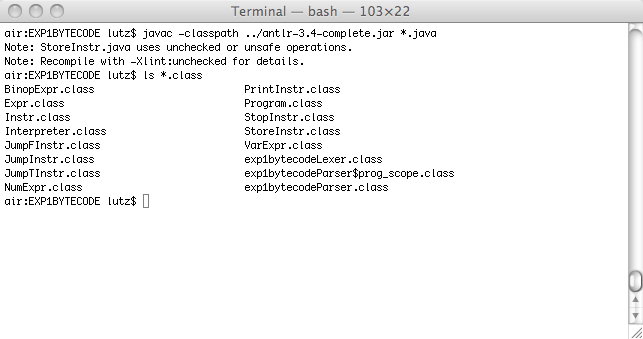 Terminal — bash — 103×22
air:EXP1BYTECODE lutz$ javac -classpath ../antlr-3.4-complete.jar *.java
Note: StoreInstr.java uses unchecked or unsafe operations.
Note: Recompile with -Xlint:unchecked for details.
air:EXP1BYTECODE lutz$ ls *.class
BinopExpr.class PrintInstr.class
Expr.class Program.class
Instr.class StopInstr.class
Interpreter.class StoreInstr.class
JumpFInstr.class VarExpr.class
JumpInstr.class exp1bytecodeLexer.class
JumpTInstr.class exp1bytecodeParser$prog_scope.class
NumExpr.class exp1bytecodeParser.class
air:EXP1BYTECODE lutz$